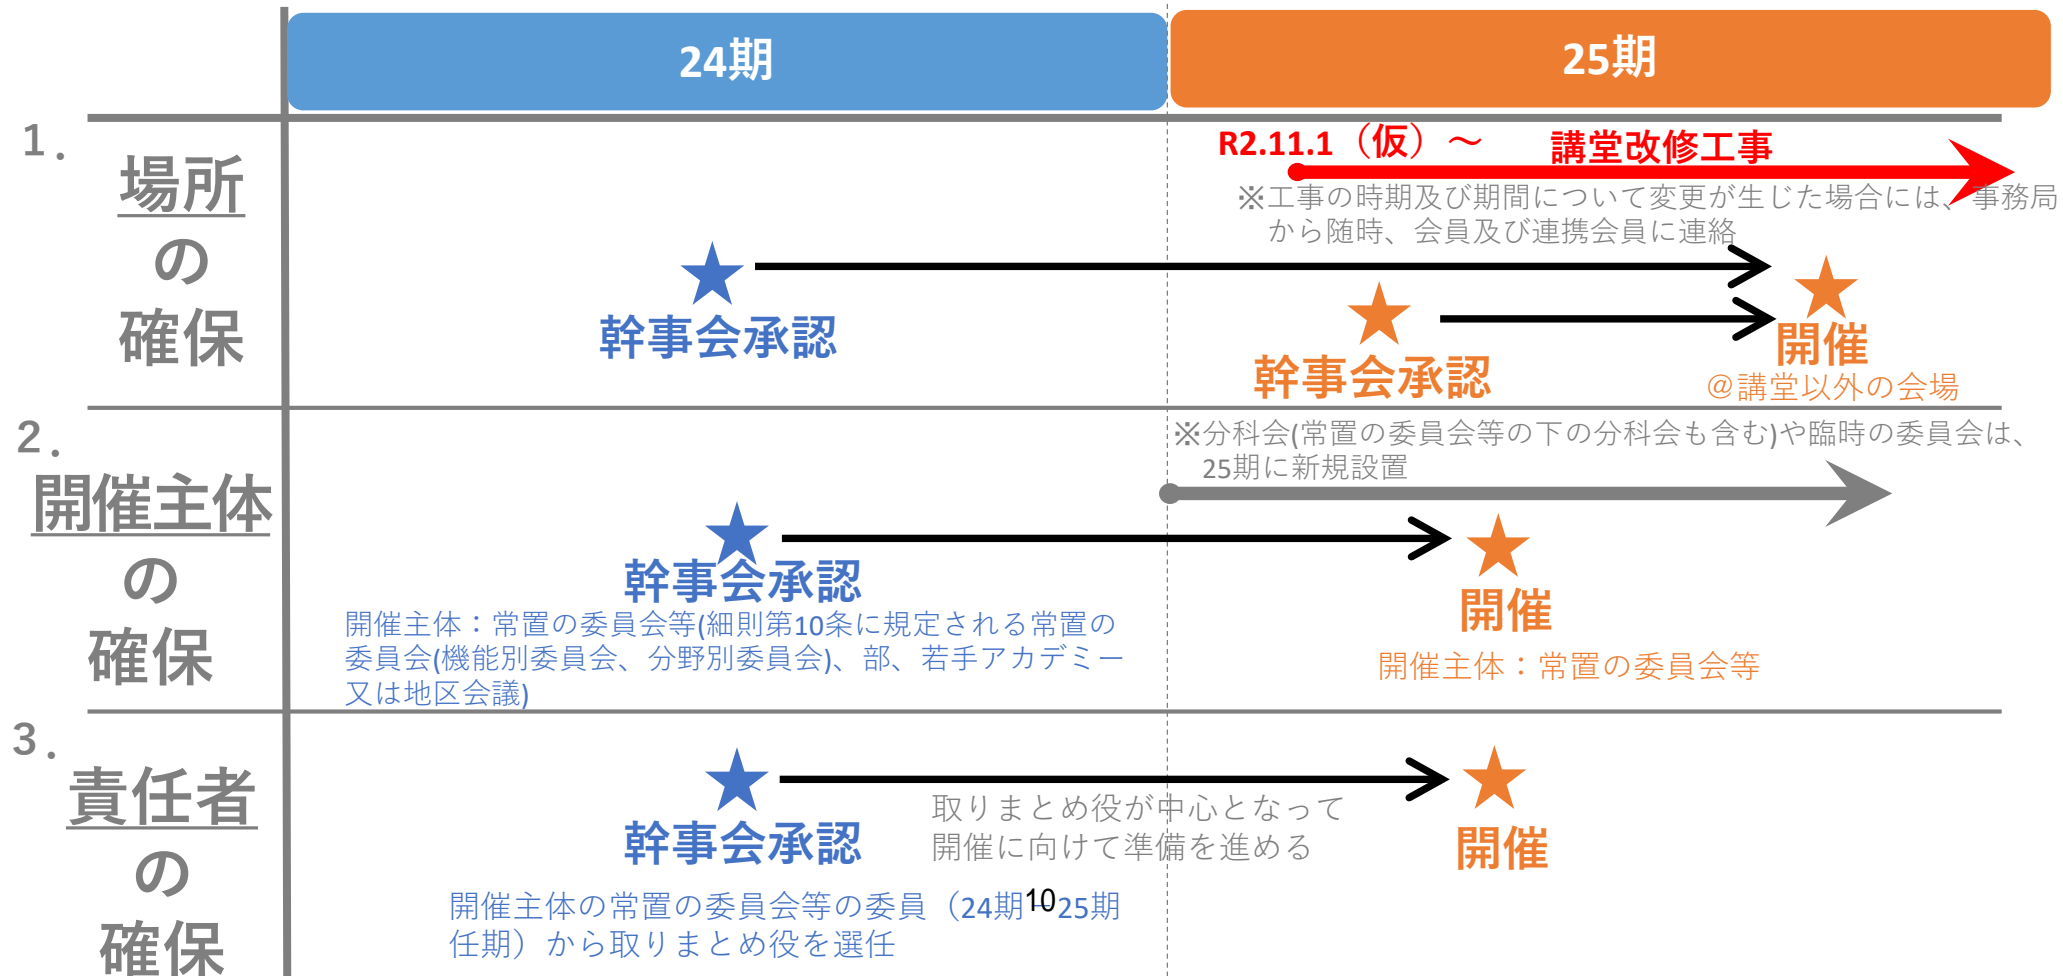 24期
25期
1.
場所
の
確保
R2.11.1（仮）～ 講堂改修工事
※工事の時期及び期間について変更が生じた場合には、事務局
から随時、会員及び連携会員に連絡
幹事会承認
幹事会承認
開催
＠講堂以外の会場
2.
開催主体
の
確保
※分科会(常置の委員会等の下の分科会も含む)や臨時の委員会は、
25期に新規設置
幹事会承認
開催主体：常置の委員会等(細則第10条に規定される常置の
委員会(機能別委員会、分野別委員会)、部、若手アカデミー
又は地区会議)
開催
開催主体：常置の委員会等
3.
責任者
の
確保
幹事会承認
取りまとめ役が中心となって
開催に向けて準備を進める
開催
開催主体の常置の委員会等の委員（24期－25期
任期）から取りまとめ役を選任
10